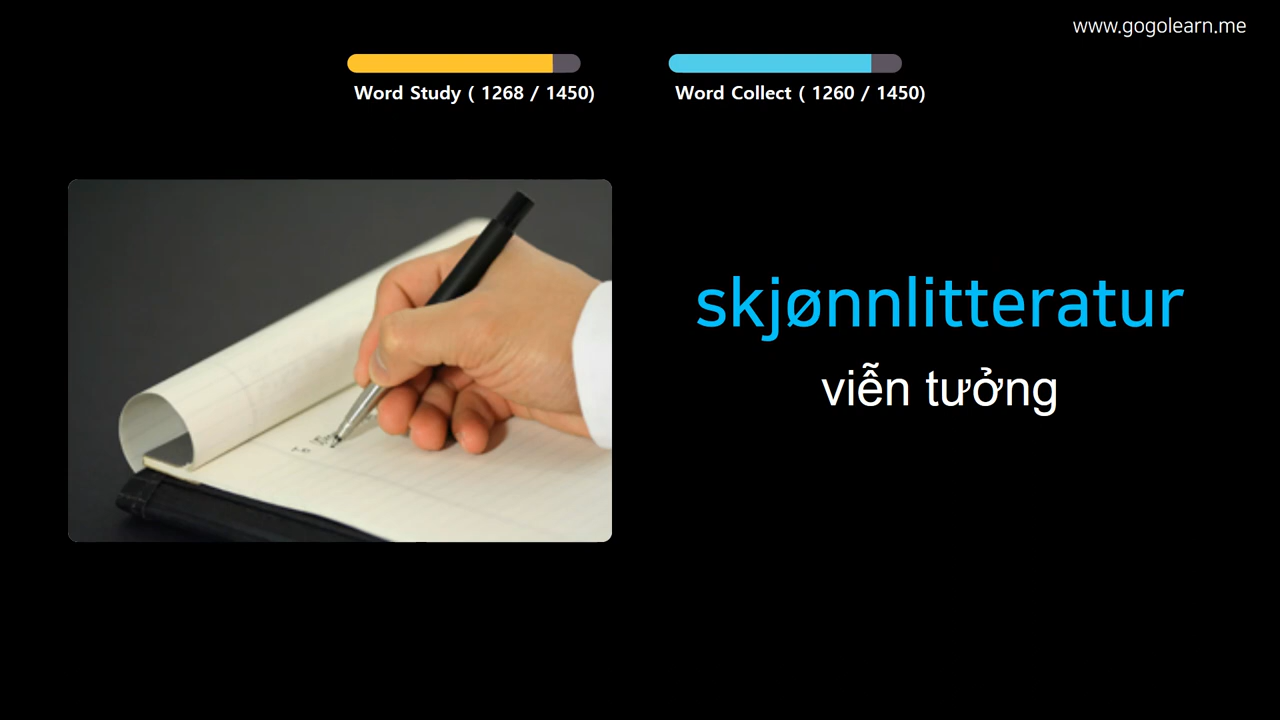 www.gogolearn.me
Word Study ( 1268 / 1450)
Word Collect ( 1260 / 1450)
skjønnlitteratur
viễn tưởng